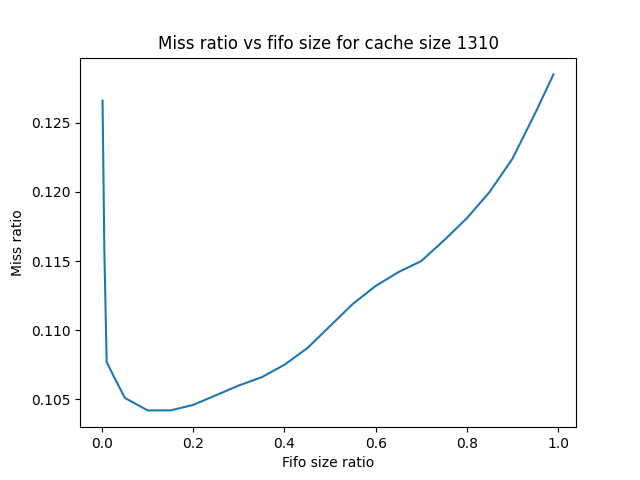 Miss ratio vs fifo size for cache size 1310
0.125
0.120
0.115
0.110
0.105
Miss ratio
0.0 0.2 0.4 0.6 0.8 1.0
Fifo size ratio